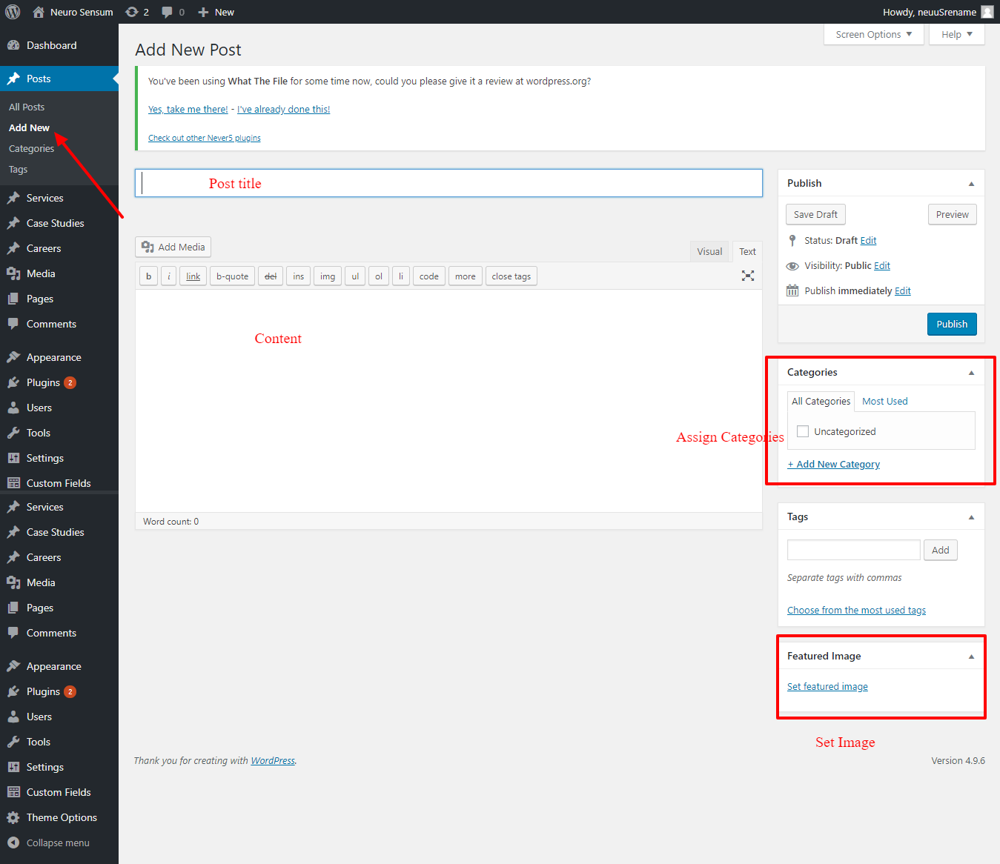 Neuro Sensum
2
0
New
Howdy, neuuSrename
Dashboard
Posts
All Posts
Add New
Categories
Tags
Services
Case Studies
Careers
Media
Pages
Comments
Appearance
Plugins 2
Users
Tools
Settings
Custom Fields
Services
Case Studies
Careers
Media
Pages
Comments
Appearance
Plugins 2
Users
Tools
Settings
Custom Fields
Theme Options
Collapse menu
Screen Options
Help
Add New Post
You've been using What The File for some time now, could you please give it a review at wordpress.org?
Yes, take me there! - I've already done this!
Check out other Never5 plugins
Post title
Add Media
Visual
Text
b i link b-quote del ins img ul ol li code more close tags
Content
Word count: 0
Publish
Save Draft
Preview
Status: Draft Edit
Visibility: Public Edit
Publish immediately Edit
Publish
Categories
All Categories
Most Used
Assign Categories
Uncategorized
+ Add New Category
Tags
Add
Separate tags with commas
Choose from the most used tags
Featured Image
Set featured image
Set Image
Thank you for creating with WordPress.
Version 4.9.6